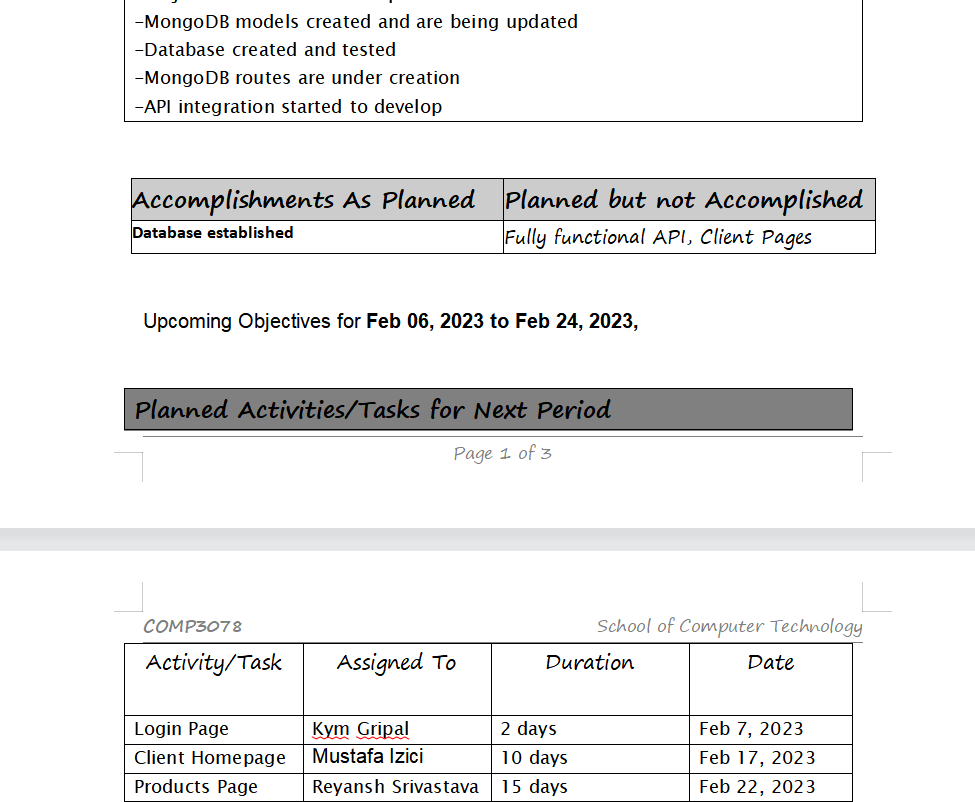 -MongoDB models created and are being updated
-Database created and tested
-MongoDB routes are under creation
-API integration started to develop
Accomplishments As Planned Planned but not Accomplished
Database established Fully functional API, Client Pages
Upcoming Objectives for Feb 06, 2023 to Feb 24, 2023,
Planned Activities/Tasks for Next Period
Page 1 of 3
COMP3078 School of Computer Technology
Activity/Task Assigned To Duration Date
Login Page Kym Gripal 2 days Feb 7, 2023
Client Homepage Mustafa Izici 10 days Feb 17, 2023
Products Page Reyansh Srivastava 15 days Feb 22, 2023